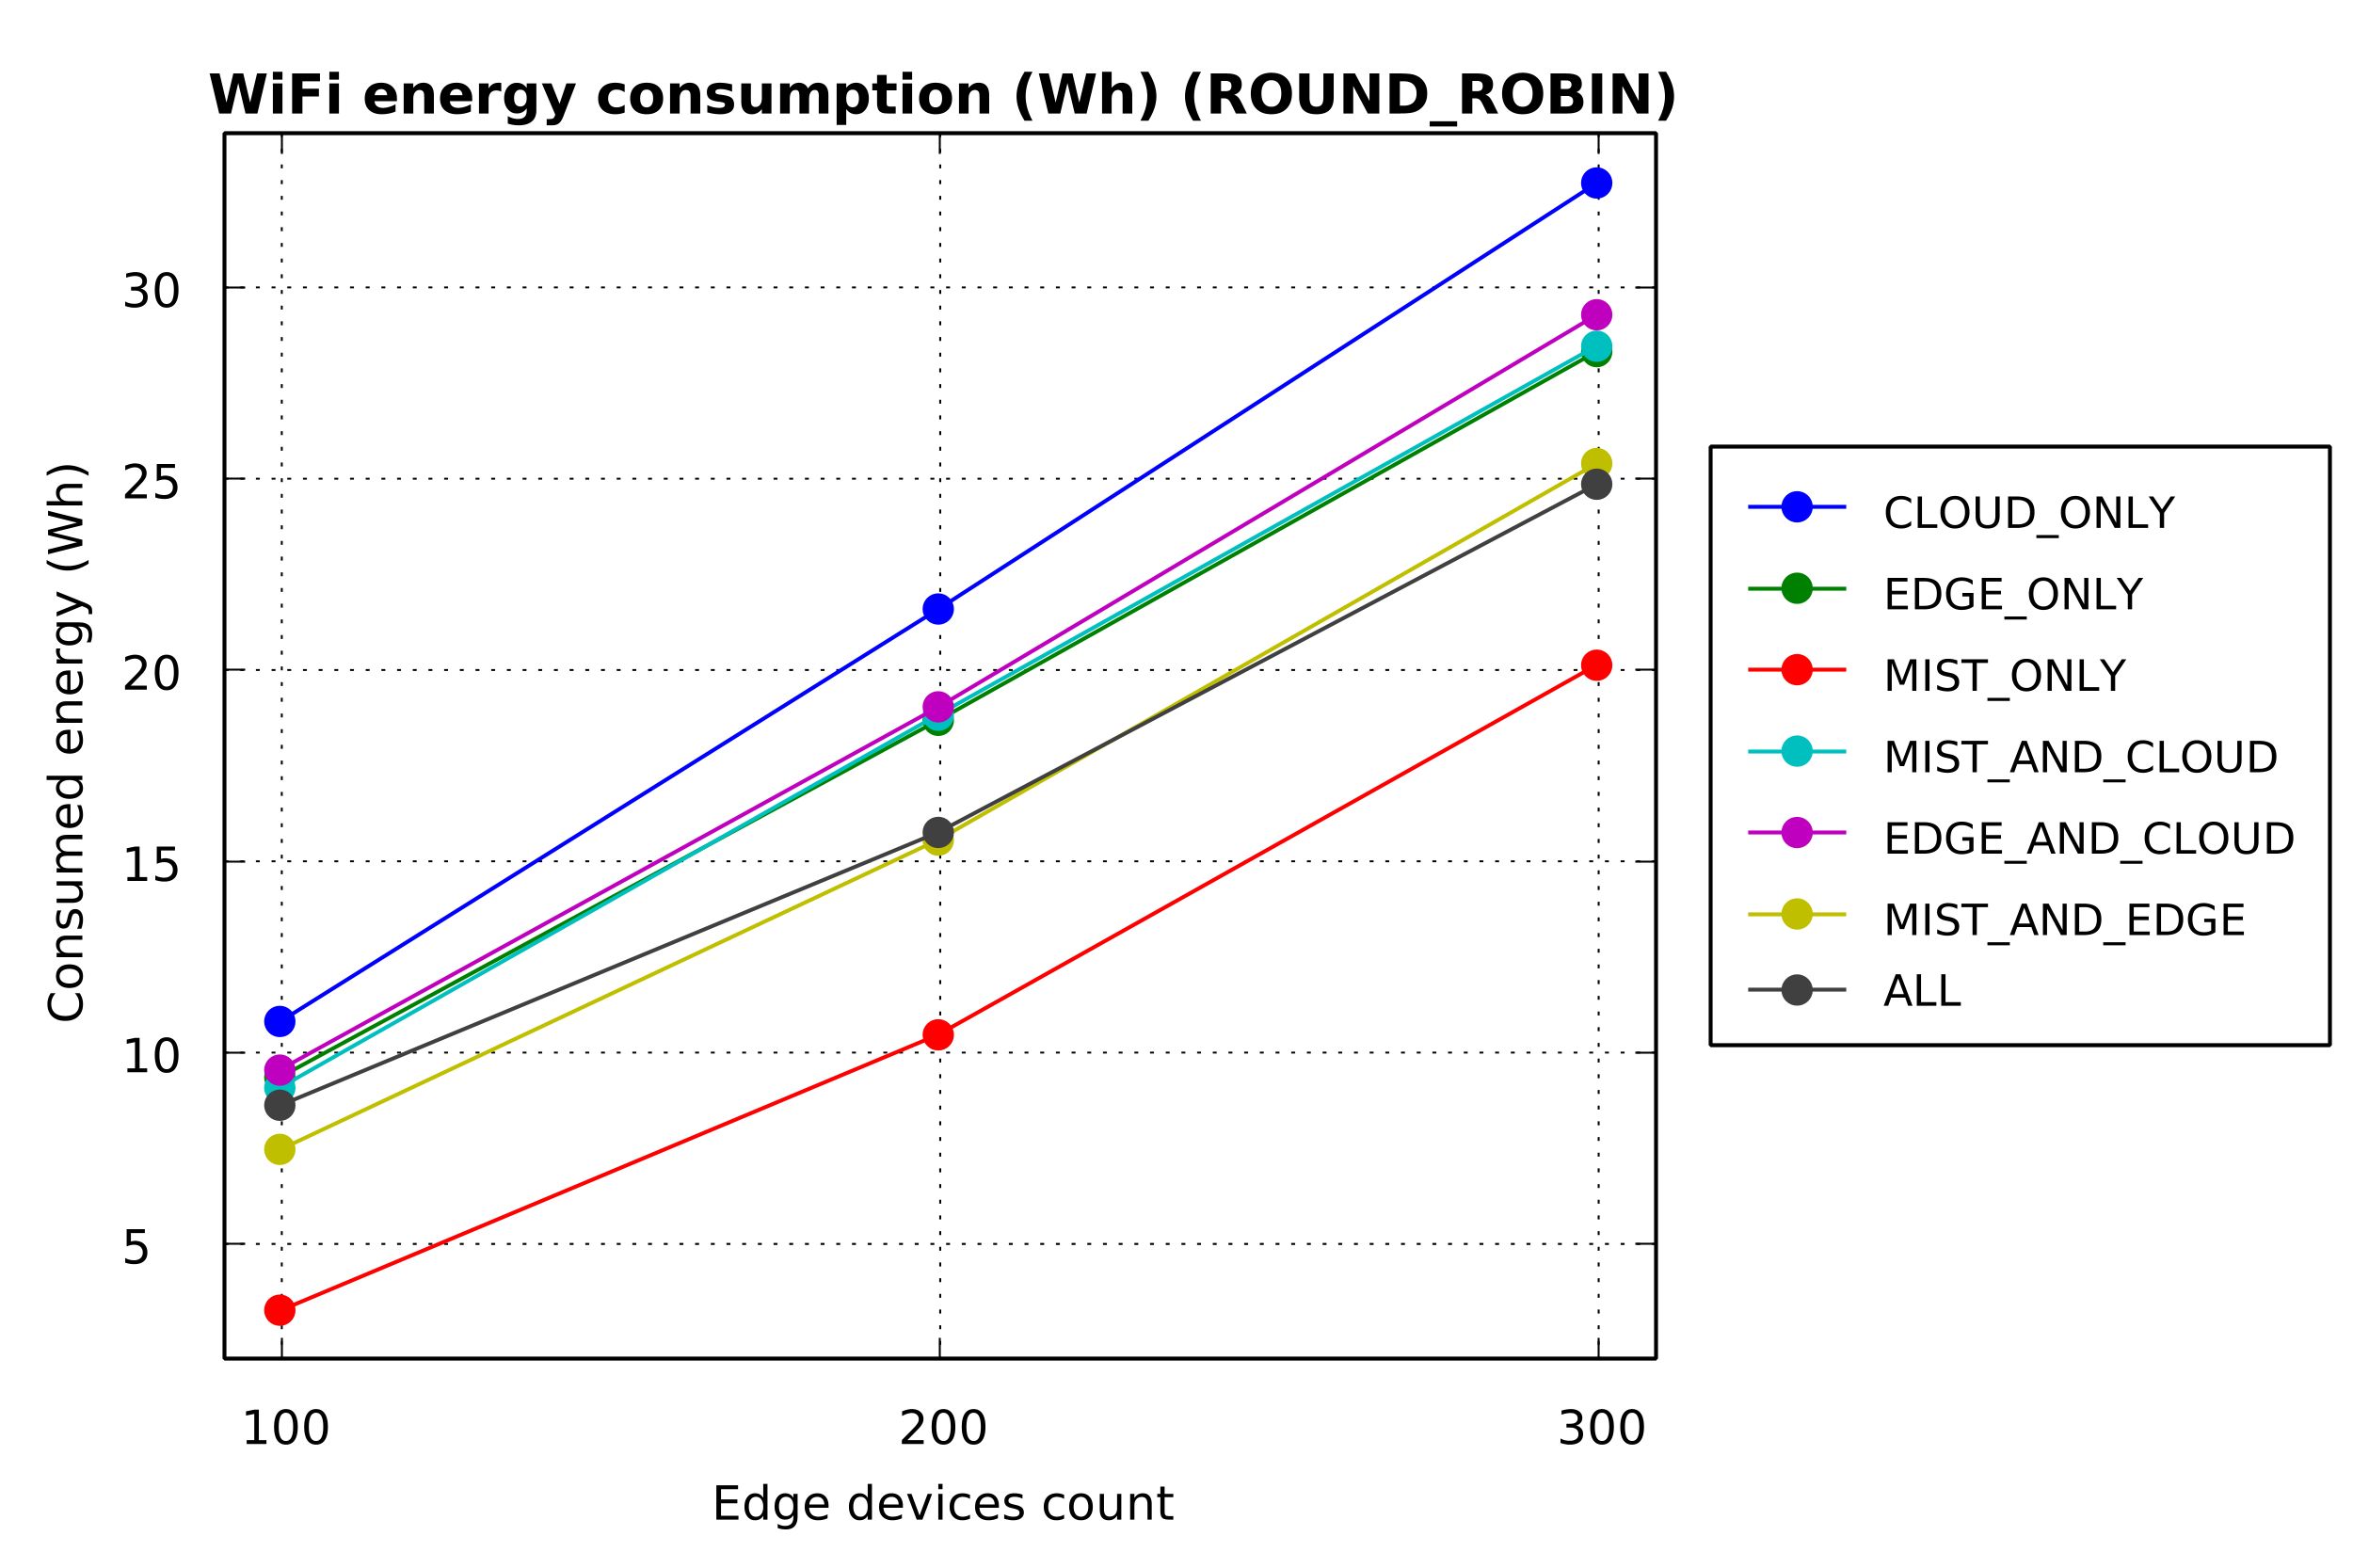 WiFi energy consumption (Wh) (ROUND_ROBIN)
Consumed energy (Wh)
30
25
20
15
10
5
100 200 300
Edge devices count
CLOUD_ONLY
EDGE_ONLY
MIST_ONLY
MIST_AND_CLOUD
EDGE_AND_CLOUD
MIST_AND_EDGE
ALL